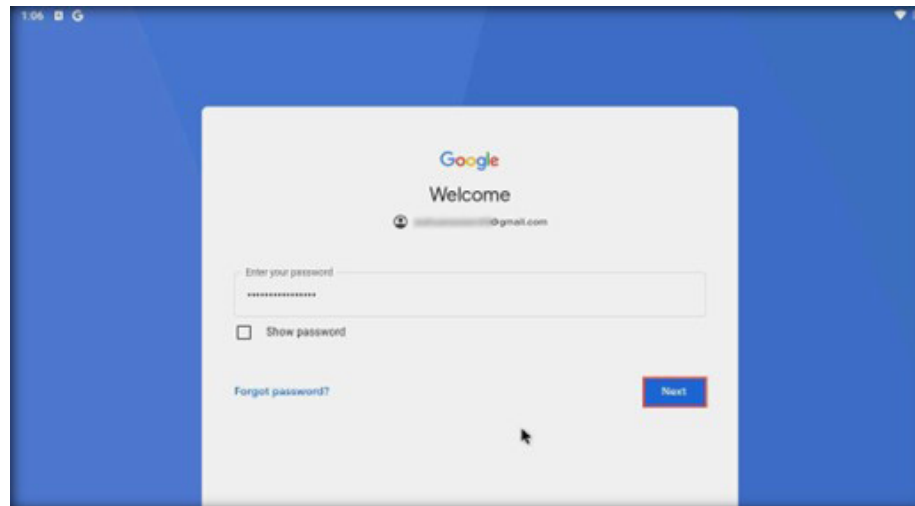 1:06 G
Google
Welcome
@gmail.com
Enter your password
••••••••••••••••
Show password
Forgot password?
Next